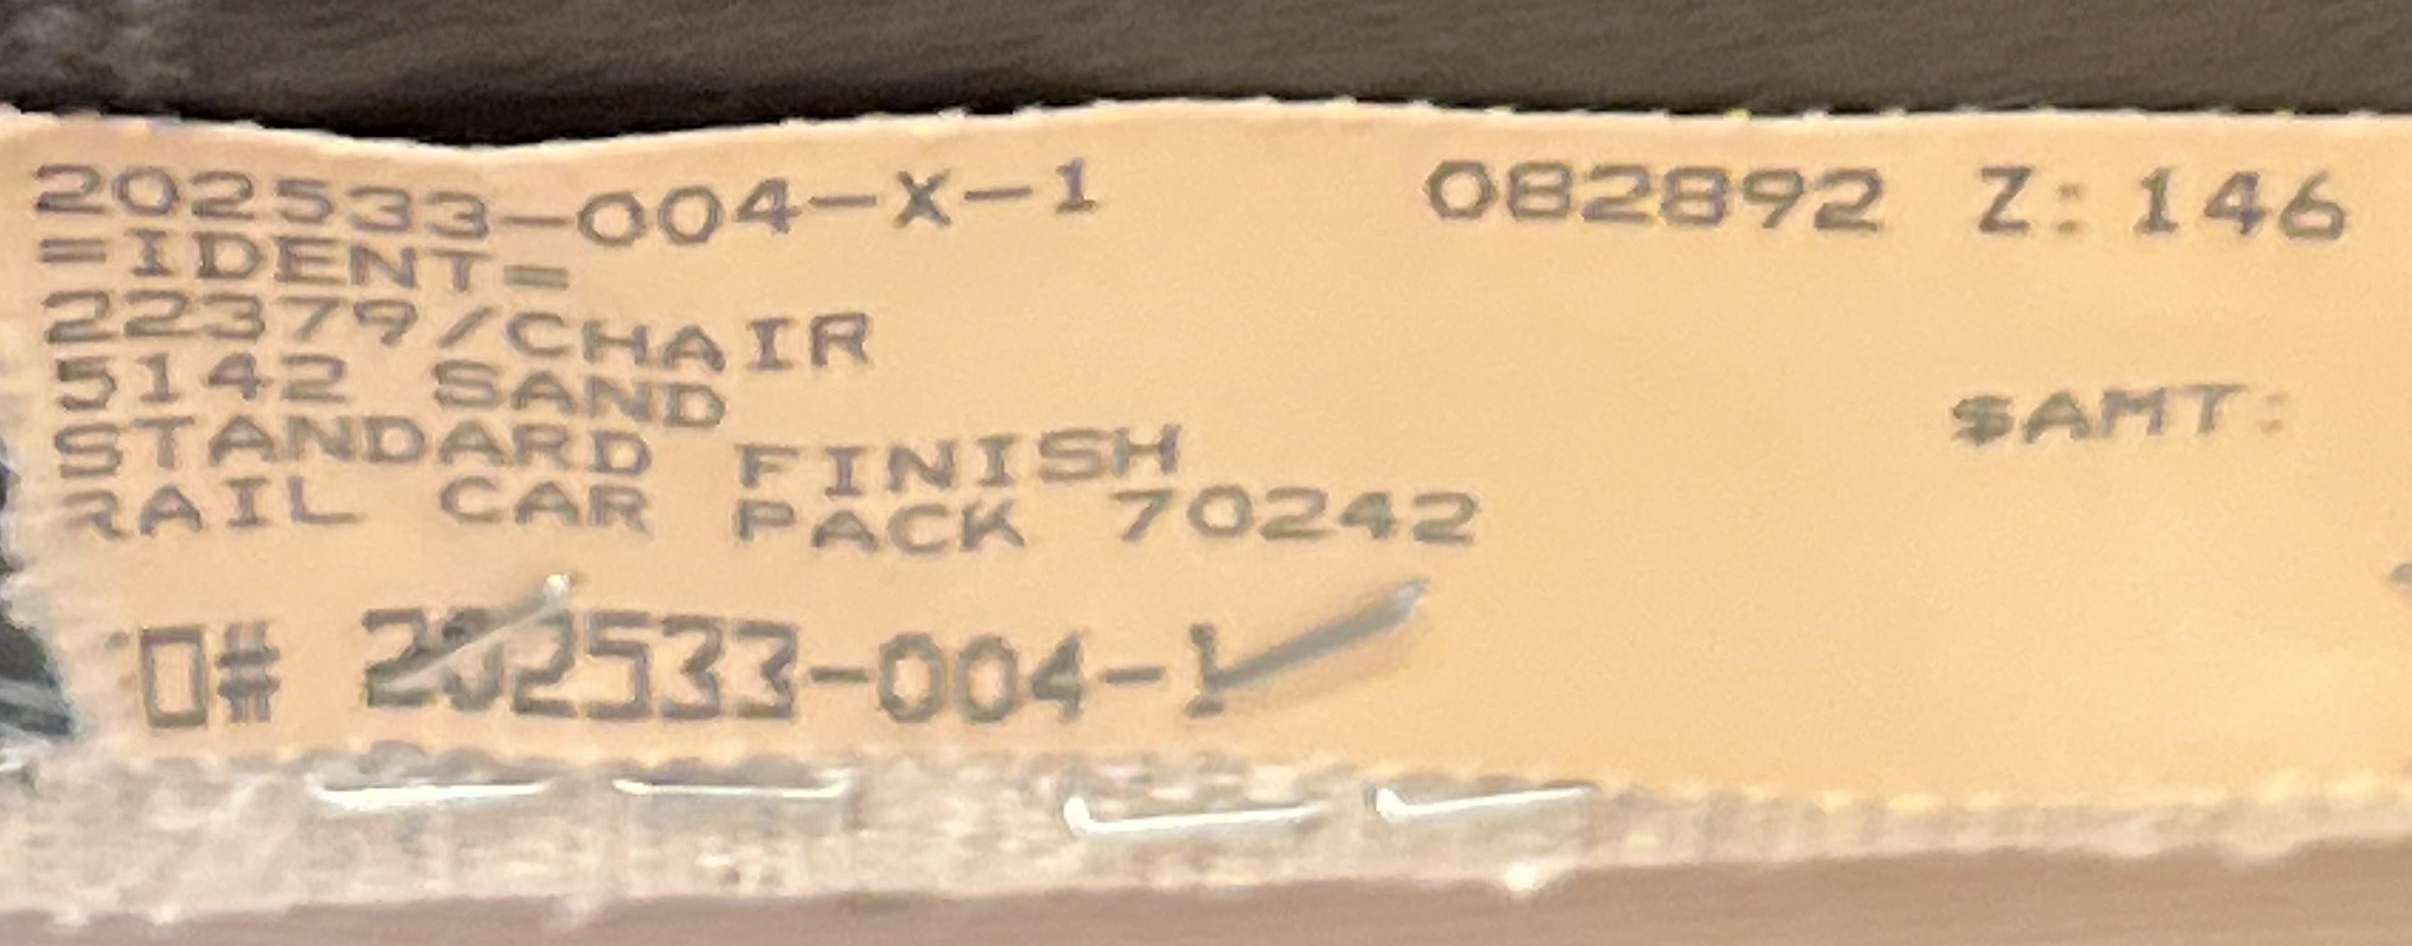 202533-004-X-1 082892 Z: 146
=IDENT=
22379/CHAIR
5142 SAND $AMT:
STANDARD FINISH
RAIL CAR PACK 70242
O# 202533-004-1